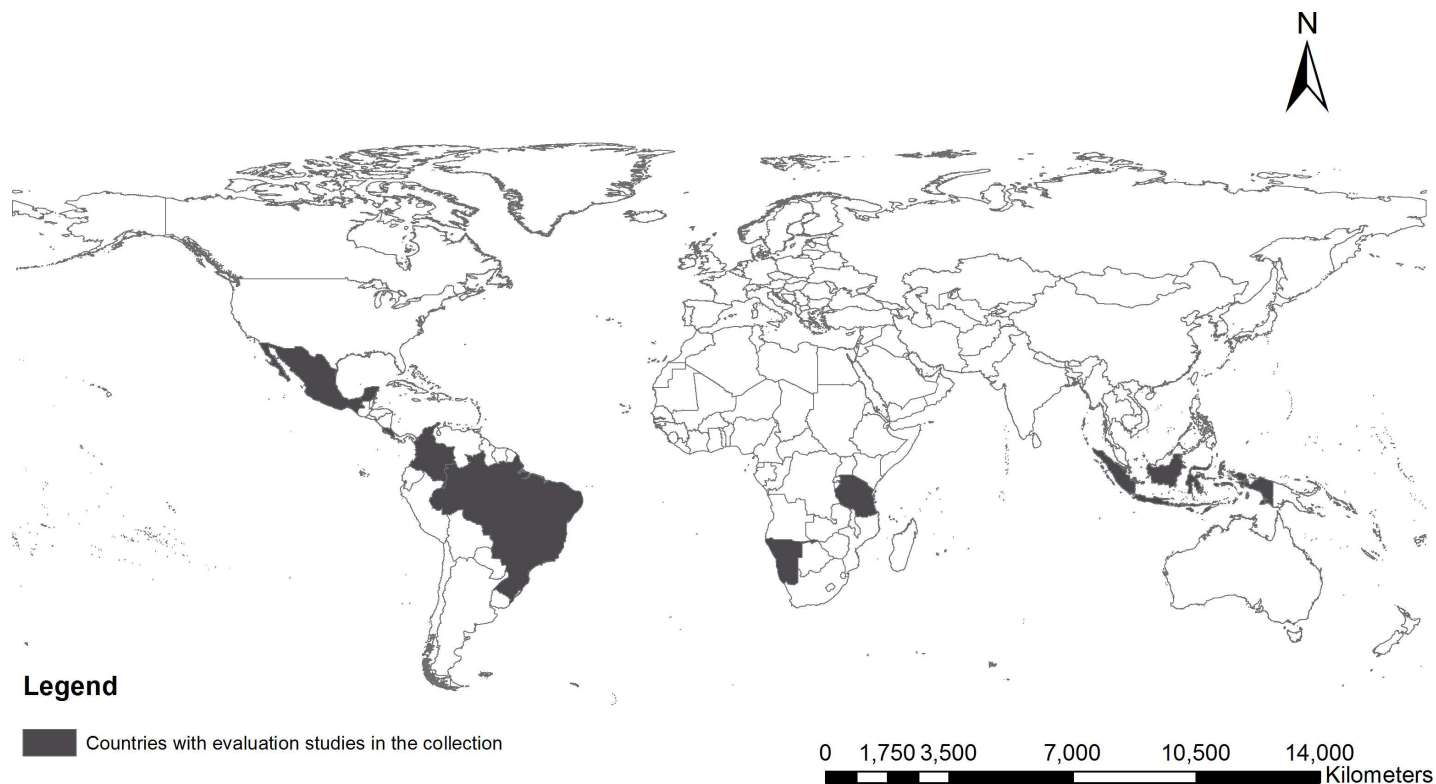 N
Legend
Countries with evaluation studies in the collection
0 1,750 3,500 7,000 10,500 14,000
Kilometers